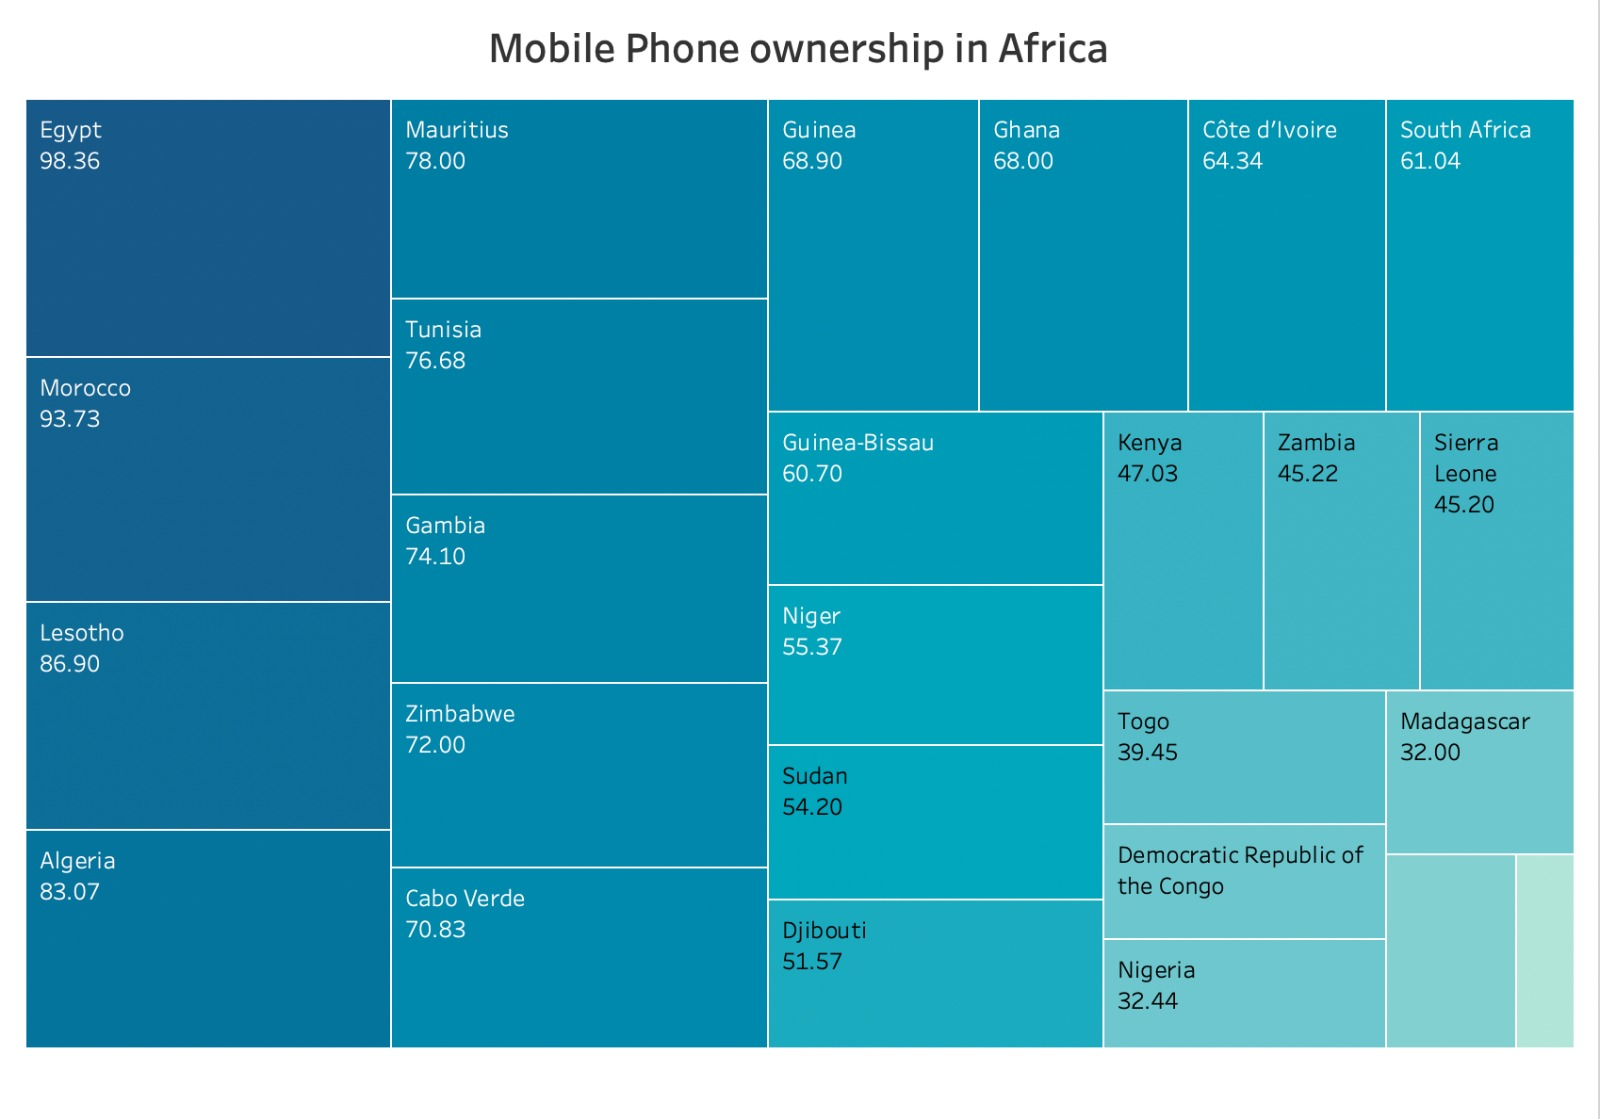 Mobile Phone ownership in Africa
Egypt
98.36
Morocco
93.73
Lesotho
86.90
Algeria
83.07
Mauritius
78.00
Tunisia
76.68
Gambia
74.10
Zimbabwe
72.00
Cabo Verde
70.83
Guinea
68.90
Ghana
68.00
Côte d’Ivoire
64.34
South Africa
61.04
Guinea-Bissau
60.70
Niger
55.37
Sudan
54.20
Djibouti
51.57
Kenya
47.03
Zambia
45.22
Sierra
Leone
45.20
Togo
39.45
Democratic Republic of
the Congo
Nigeria
32.44
Madagascar
32.00